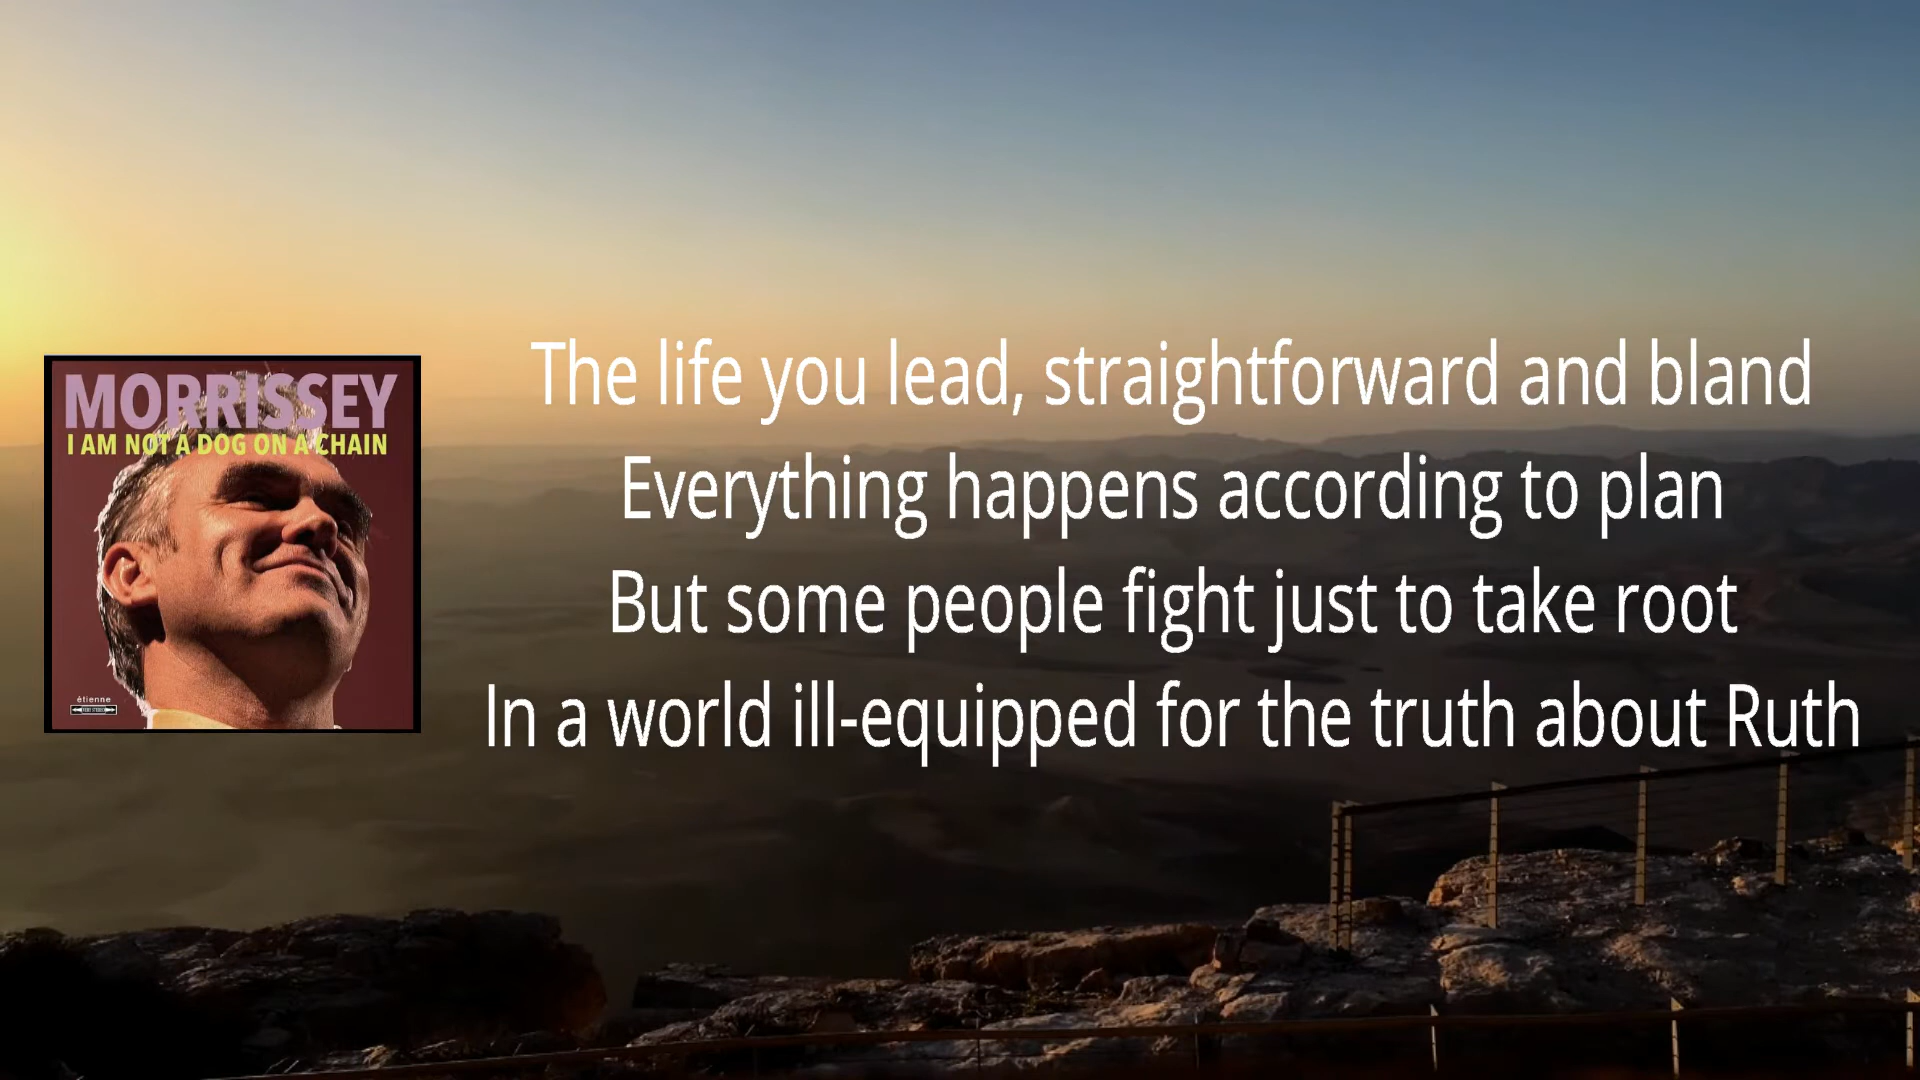 MORRISSEY
I AM NOT A DOG ON A CHAIN
étienne
The life you lead, straightforward and bland
Everything happens according to plan
But some people fight just to take root
In a world ill-equipped for the truth about Ruth